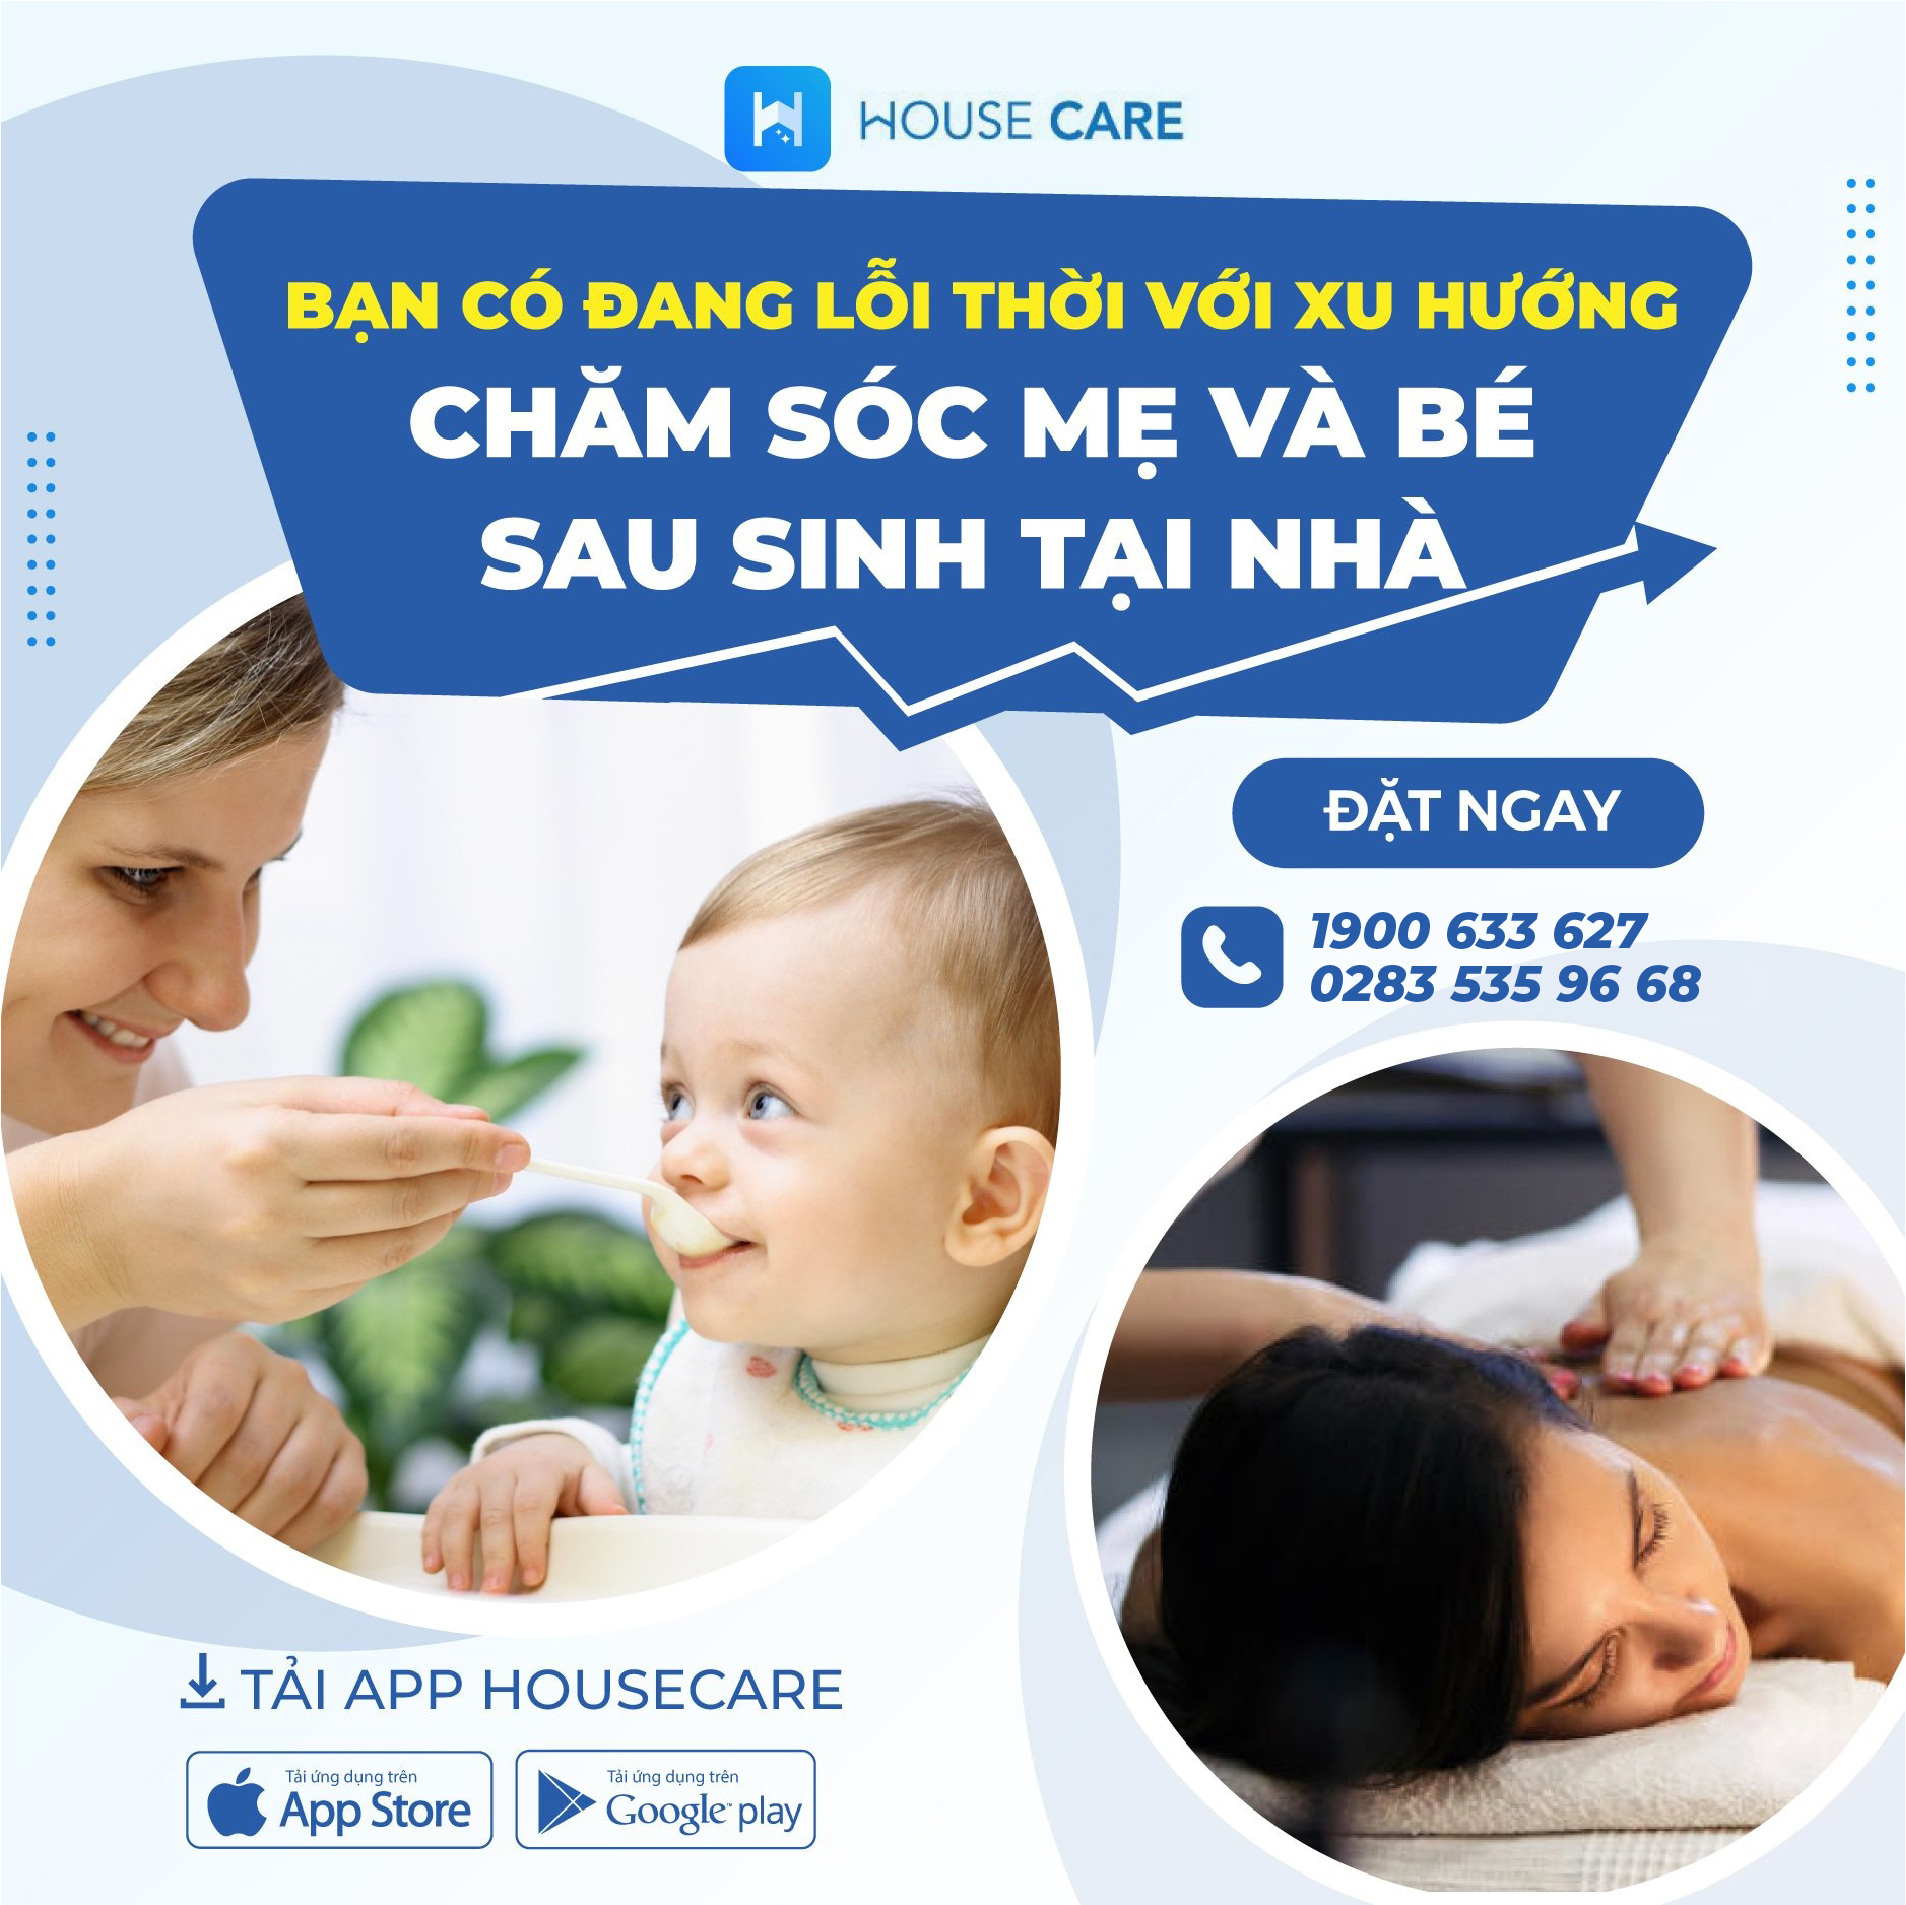 HOUSE CARE
BẠN CÓ ĐANG LỖI THỜI VỚI XU HƯỚNG
CHĂM SÓC MẸ VÀ BÉ
SAU SINH TẠI NHÀ
ĐẶT NGAY
1900 633 627
0283 535 96 68
TẢI APP HOUSECARE
Tải ứng dụng trên
App Store
Tải ứng dụng trên
Google play